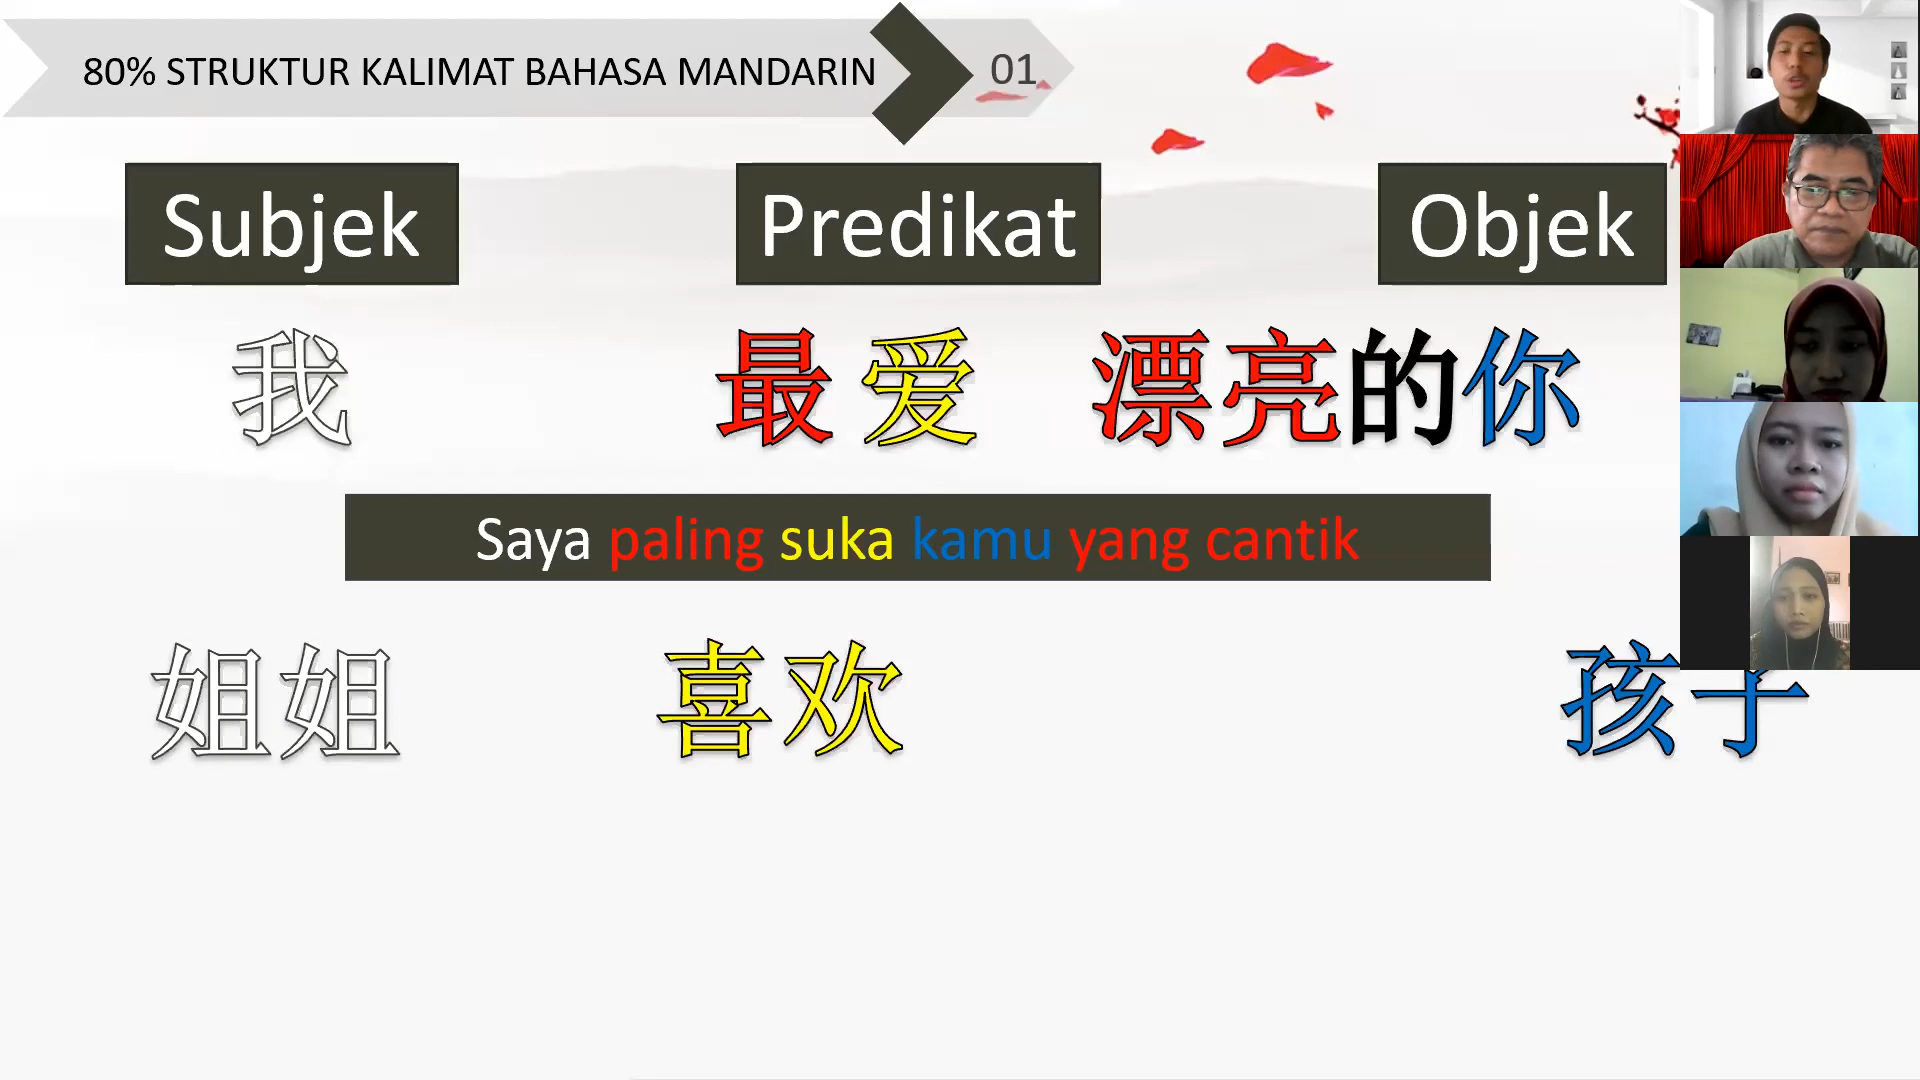 80% STRUKTUR KALIMAT BAHASA MANDARIN 01
Subjek Predikat Objek
我 最爱 漂亮的你
Saya paling suka kamu yang cantik
姐姐 喜欢 孩子